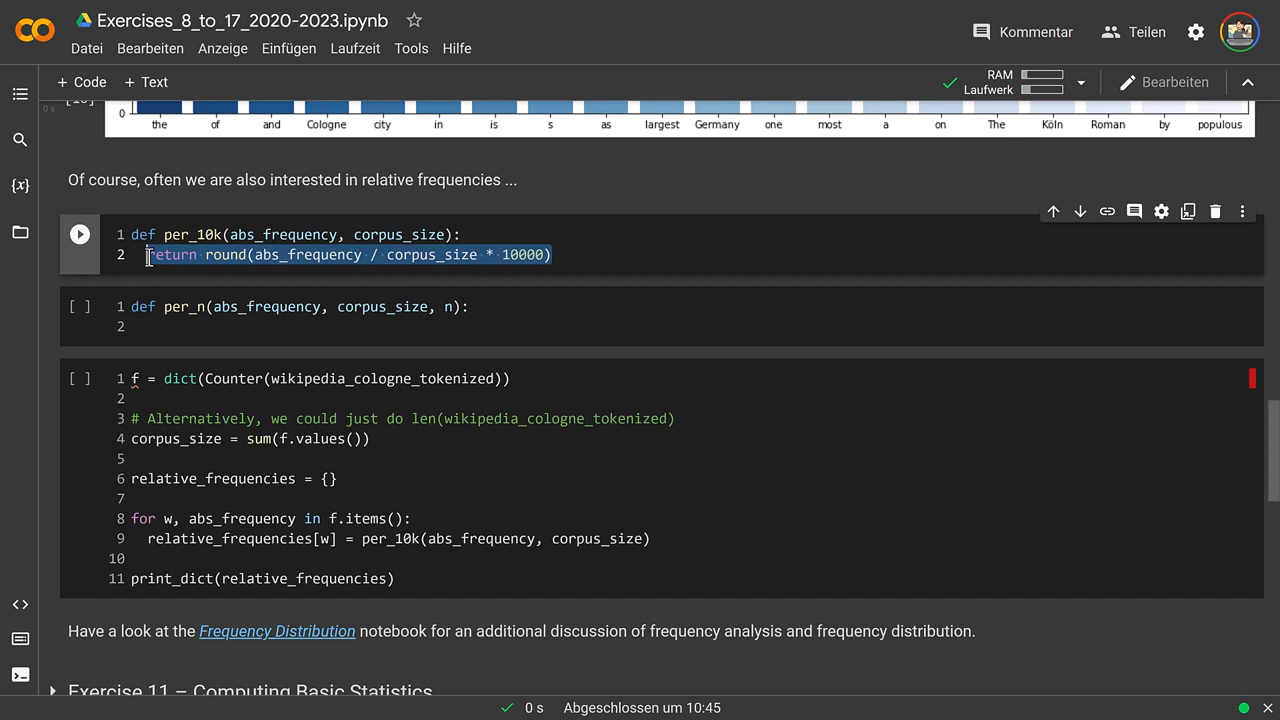 Exercises_8_to_17_2020-2023.ipynb
Datei Bearbeiten Anzeige Einfügen Laufzeit Tools Hilfe
Kommentar Teilen
+ Code + Text
RAM
Laufwerk
Bearbeiten
0
the of and Cologne city in is s as largest Germany one most a on The Köln Roman by populous
Of course, often we are also interested in relative frequencies ...
1 def per_10k(abs_frequency, corpus_size):
2 return round(abs_frequency / corpus_size * 10000)
[ ] 1 def per_n(abs_frequency, corpus_size, n):
2
[ ] 1 f = dict(Counter(wikipedia_cologne_tokenized))
2
3 # Alternatively, we could just do len(wikipedia_cologne_tokenized)
4 corpus_size = sum(f.values())
5
6 relative_frequencies = {}
7
8 for w, abs_frequency in f.items():
9 relative_frequencies[w] = per_10k(abs_frequency, corpus_size)
10
11 print_dict(relative_frequencies)
Have a look at the Frequency Distribution notebook for an additional discussion of frequency analysis and frequency distribution.
Exercise 11 – Computing Basic Statistics
0 s Abgeschlossen um 10:45